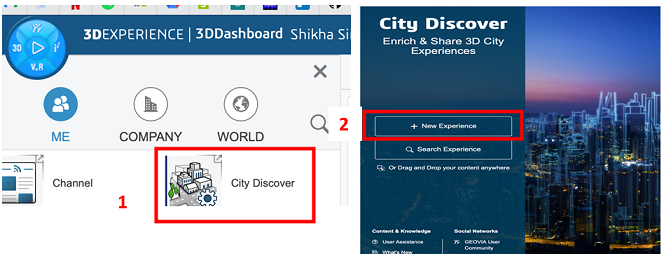 3DEXPERIENCE | 3DDashboard Shikha Si
3D
V.R
ME
COMPANY
WORLD
Channel
City Discover
1
City Discover
Enrich & Share 3D City
Experiences
2
+ New Experience
Search Experience
Or Drag and Drop your content anywhere
Content & Knowledge
User Assistance
What's New
Social Networks
GEOVIA User
Community